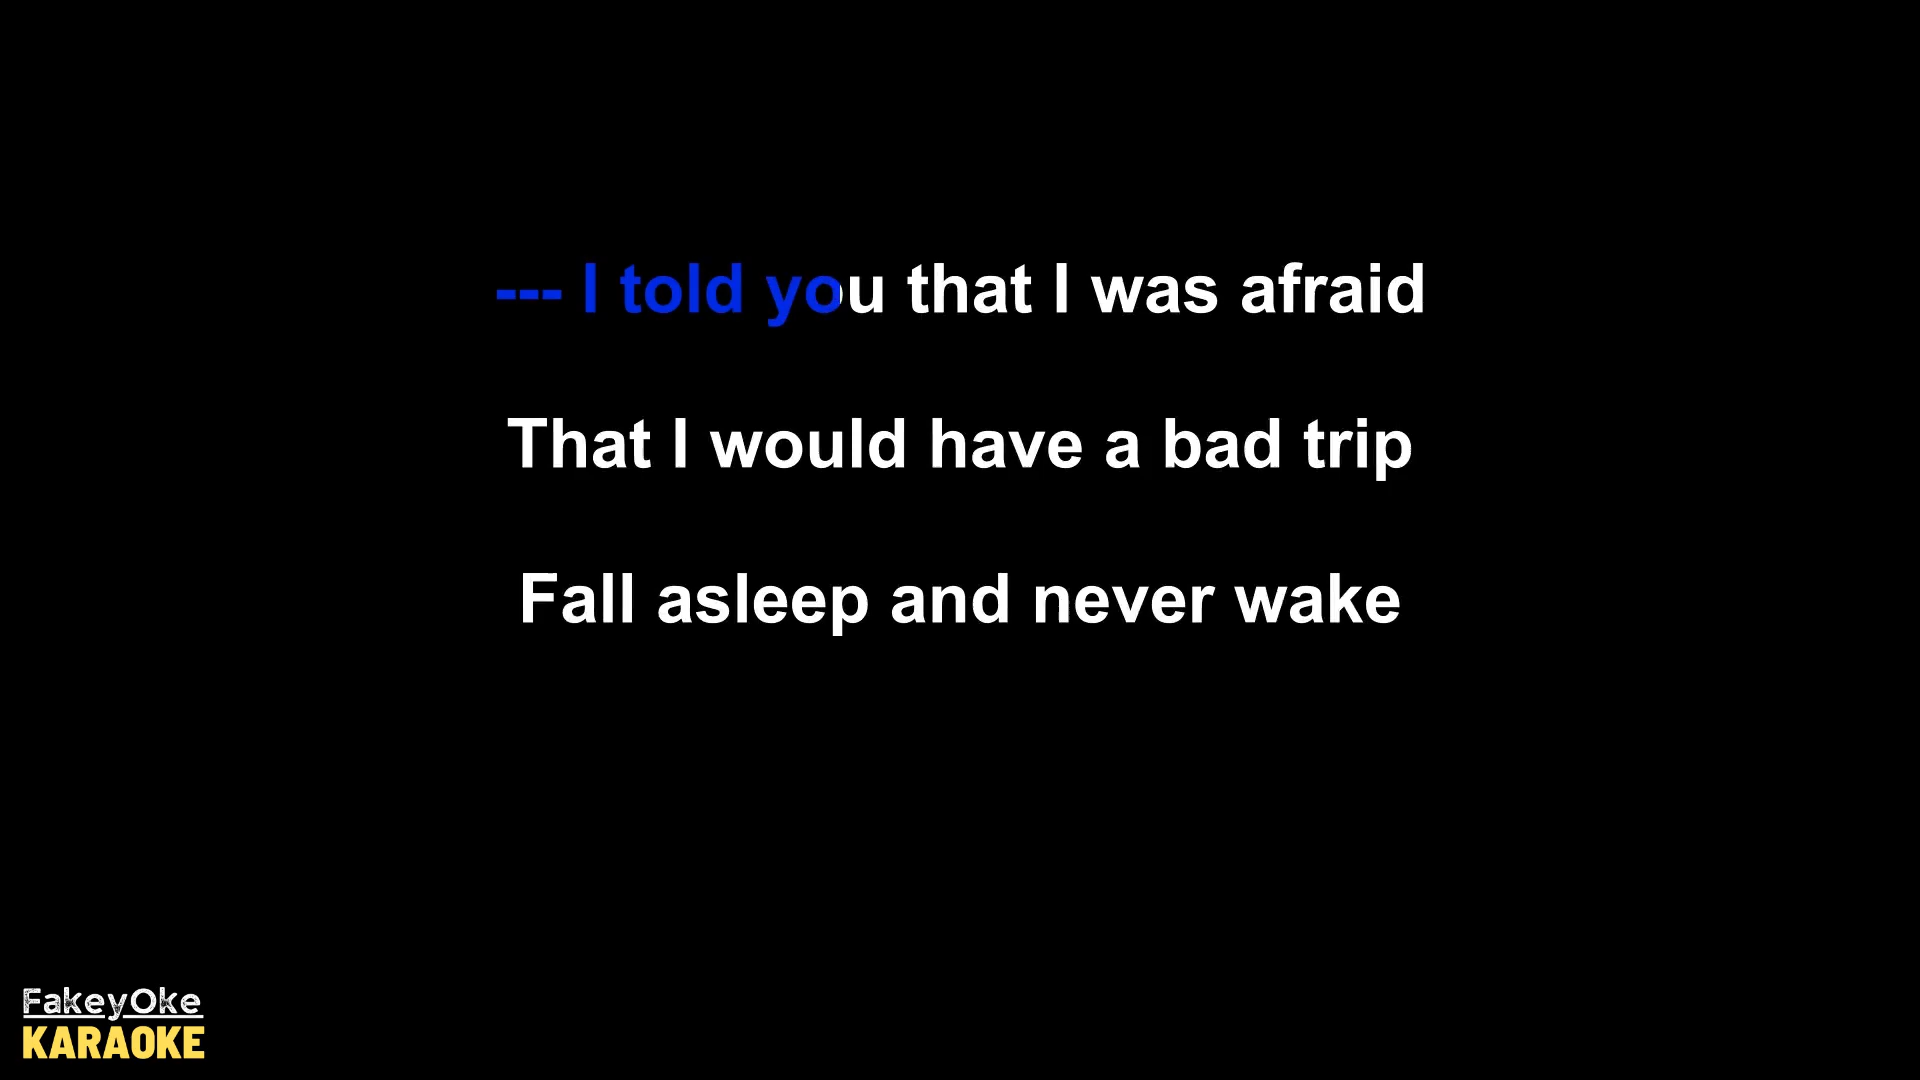 --- I told you that I was afraid
That I would have a bad trip
Fall asleep and never wake
FakeyOke
KARAOKE